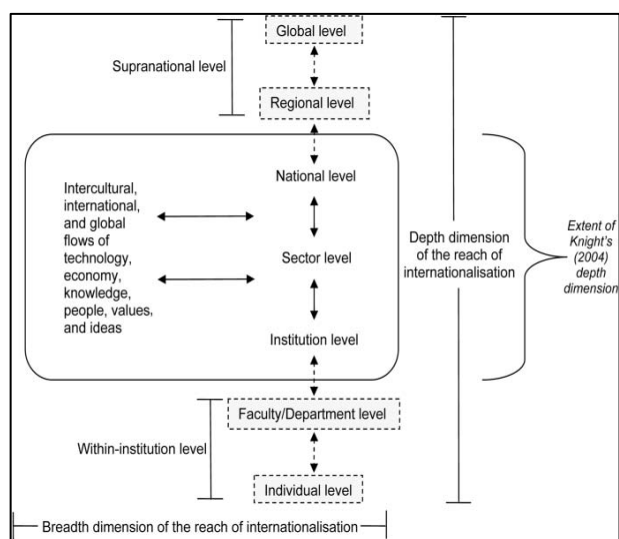 Global level
Supranational level
Regional level
National level
Intercultural,
international,
and global
flows of
technology,
economy,
knowledge,
people, values,
and ideas
Sector level
Institution level
Depth dimension
of the reach of
internationalisation
Extent of
Knight's
(2004)
depth
dimension
Faculty/Department level
Within-institution level
Individual level
Breadth dimension of the reach of internationalisation